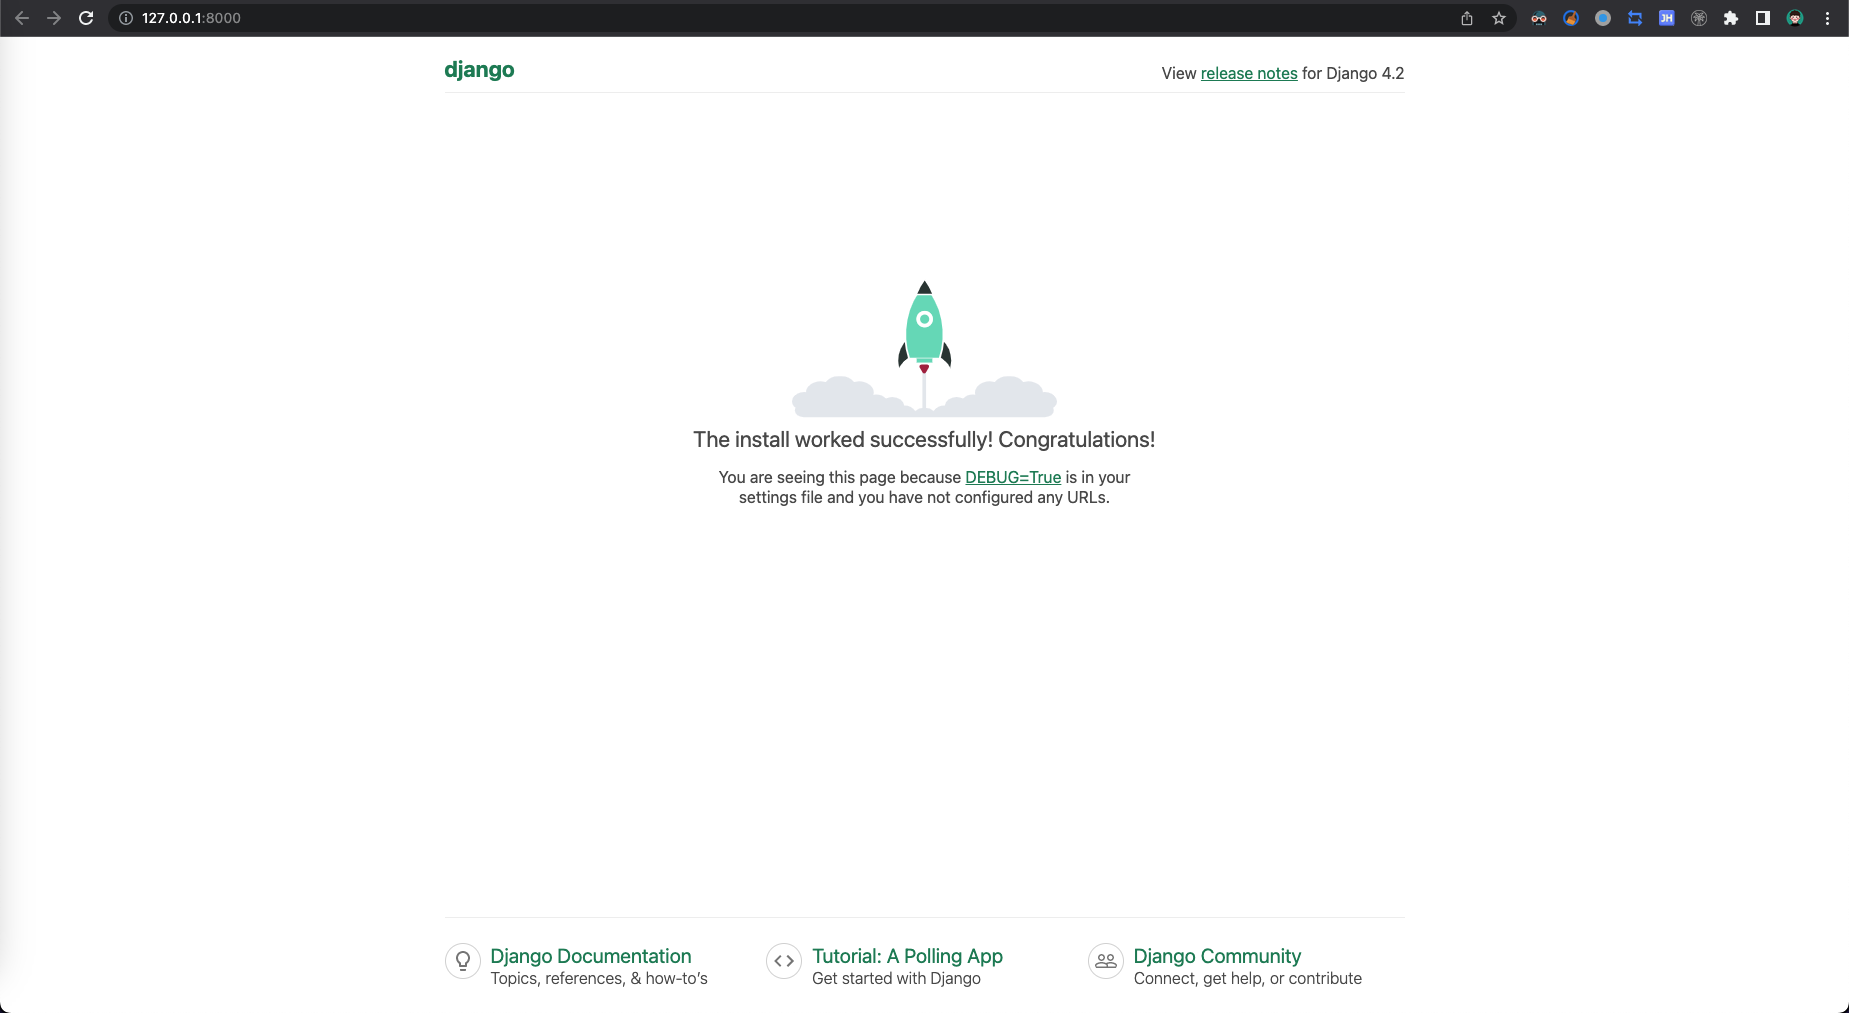 127.0.0.1:8000
JH
django
View release notes for Django 4.2
The install worked successfully! Congratulations!
You are seeing this page because DEBUG=True is in your
settings file and you have not configured any URLs.
Django Documentation
Topics, references, & how-to’s
Tutorial: A Polling App
Get started with Django
Django Community
Connect, get help, or contribute